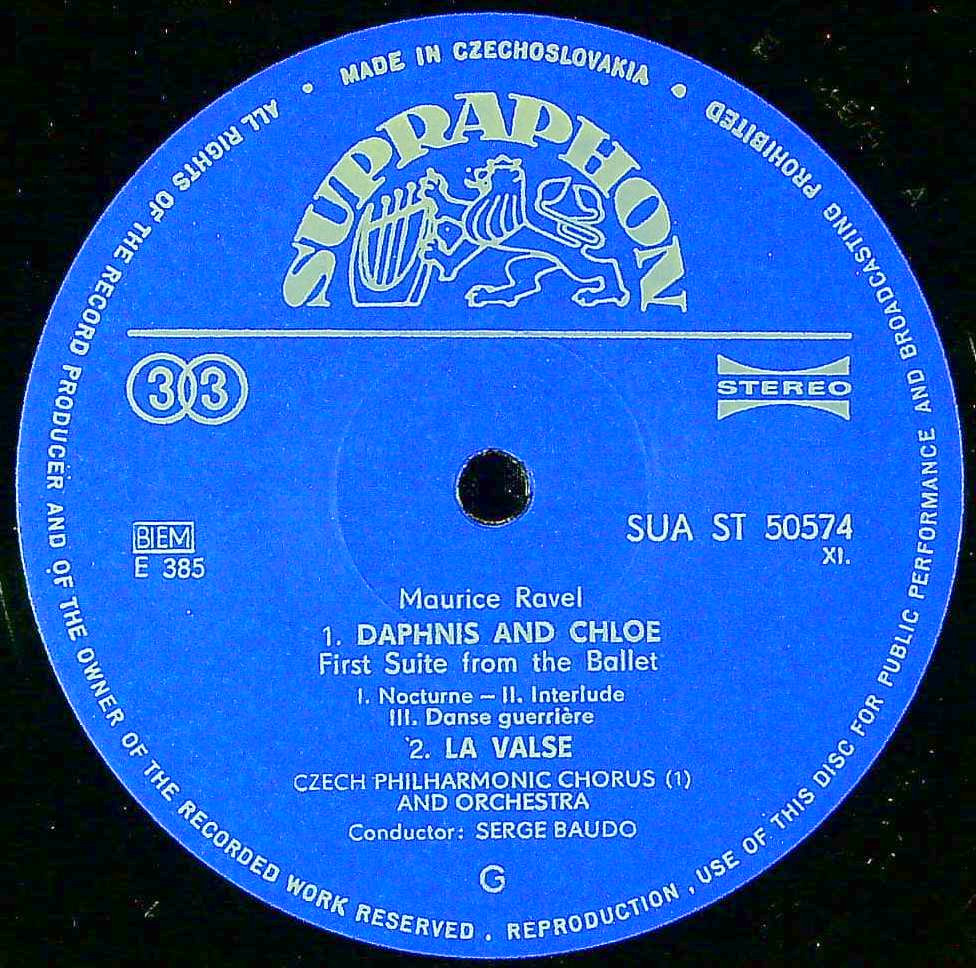 MADE IN CZECHOSLOVAKIA
SUPRAPHON
33
STEREO
BIEM
E 385
SUA ST 50574
XI.
Maurice Ravel
1. DAPHNIS AND CHLOE
First Suite from the Ballet
I. Nocturne – II. Interlude
III. Danse guerrière
2. LA VALSE
CZECH PHILHARMONIC CHORUS (1)
AND ORCHESTRA
Conductor: SERGE BAUDO
G
ALL RIGHTS OF THE RECORD PRODUCER AND OF THE OWNER OF THE RECORDED WORK RESERVED . REPRODUCTION , USE OF THIS DISC FOR PUBLIC PERFORMANCE AND BROADCASTING PROHIBITED